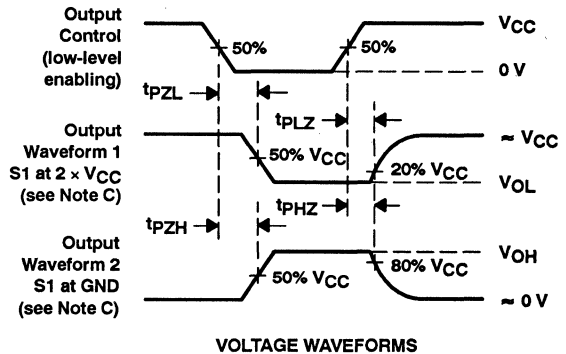 Output
Control
(low-level
enabling)
50%
50%
VCC
0 V
tPZL
tPLZ
Output
Waveform 1
S1 at 2 × VCC
(see Note C)
50% VCC
20% VCC
≈ VCC
VOL
tPZH
tPHZ
Output
Waveform 2
S1 at GND
(see Note C)
50% VCC
80% VCC
VOH
≈ 0 V
VOLTAGE WAVEFORMS